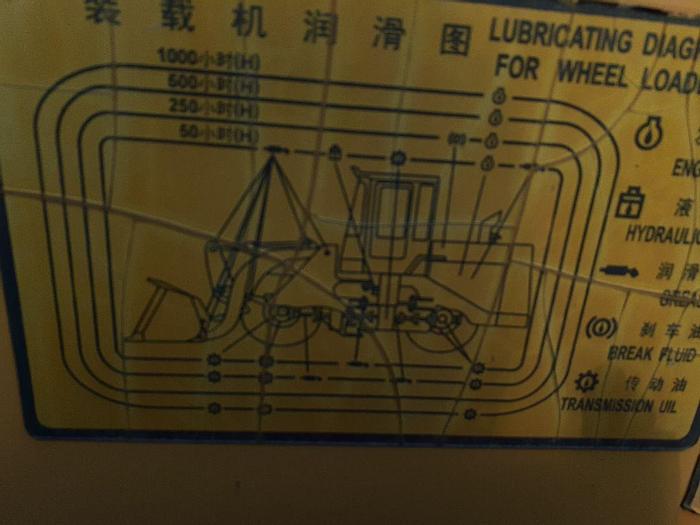 装载机润滑图
LUBRICATING DIAG
FOR WHEEL LOAD
1000小时(H)
500小时(H)
250小时(H)
50小时(H)
ENG
液
HYDRAULIC
润滑
GREAS
刹车油
BREAK FLUID
传动油
TRANSMISSION UIL